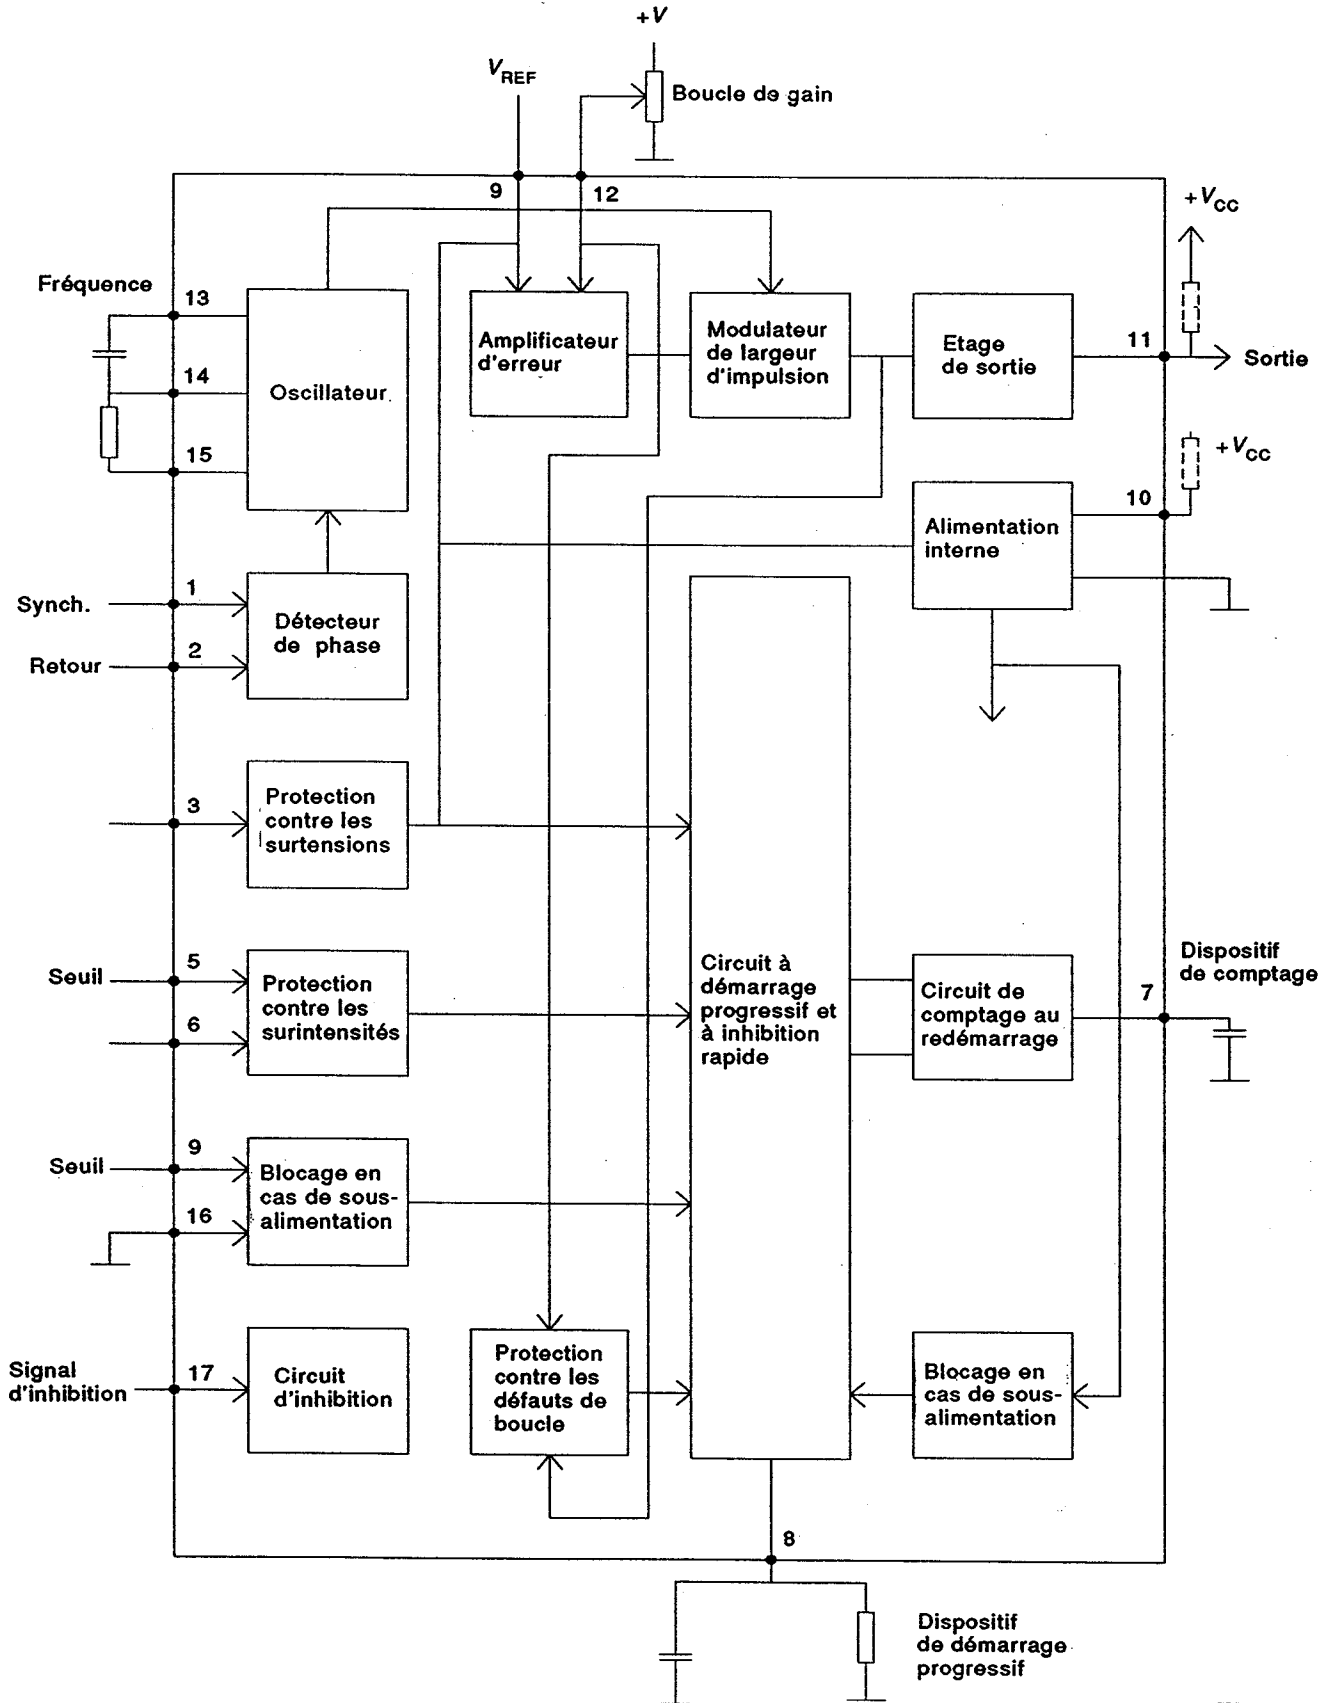 +V
VREF
Boucle de gain
9
12
+VCC
Fréquence
13
14
15
Oscillateur
Amplificateur
d'erreur
Modulateur
de largeur
d'impulsion
Etage
de sortie
11
Sortie
+VCC
10
Alimentation
interne
Synch.
1
Retour
2
Détecteur
de phase
3
Protection
contre les
surtensions
Seuil
5
6
Protection
contre les
surintensités
Circuit à
démarrage
progressif et
à inhibition
rapide
Circuit de
comptage au
redémarrage
7
Dispositif
de comptage
Seuil
9
16
Blocage en
cas de sous-
alimentation
Signal
d'inhibition
17
Circuit
d'inhibition
Protection
contre les
défauts de
boucle
Blocage en
cas de sous-
alimentation
8
Dispositif
de démarrage
progressif